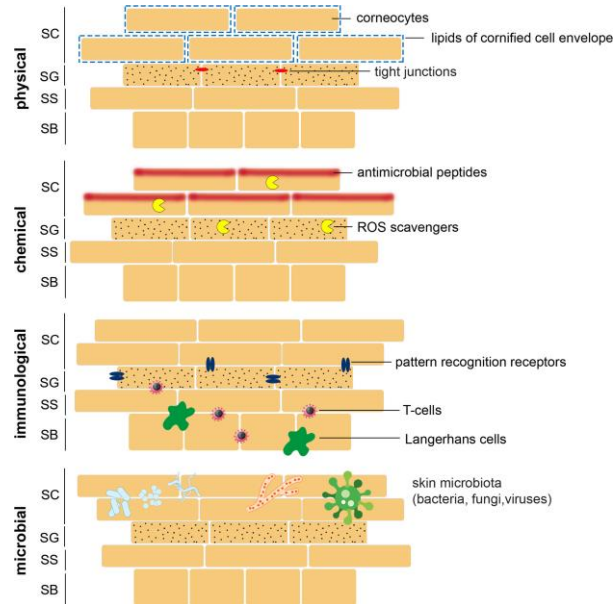 physical
SC
SG
SS
SB
corneocytes
lipids of cornified cell envelope
tight junctions
chemical
SC
SG
SS
SB
antimicrobial peptides
ROS scavengers
immunological
SC
SG
SS
SB
pattern recognition receptors
T-cells
Langerhans cells
microbial
SC
SG
SS
SB
skin microbiota
(bacteria, fungi,viruses)